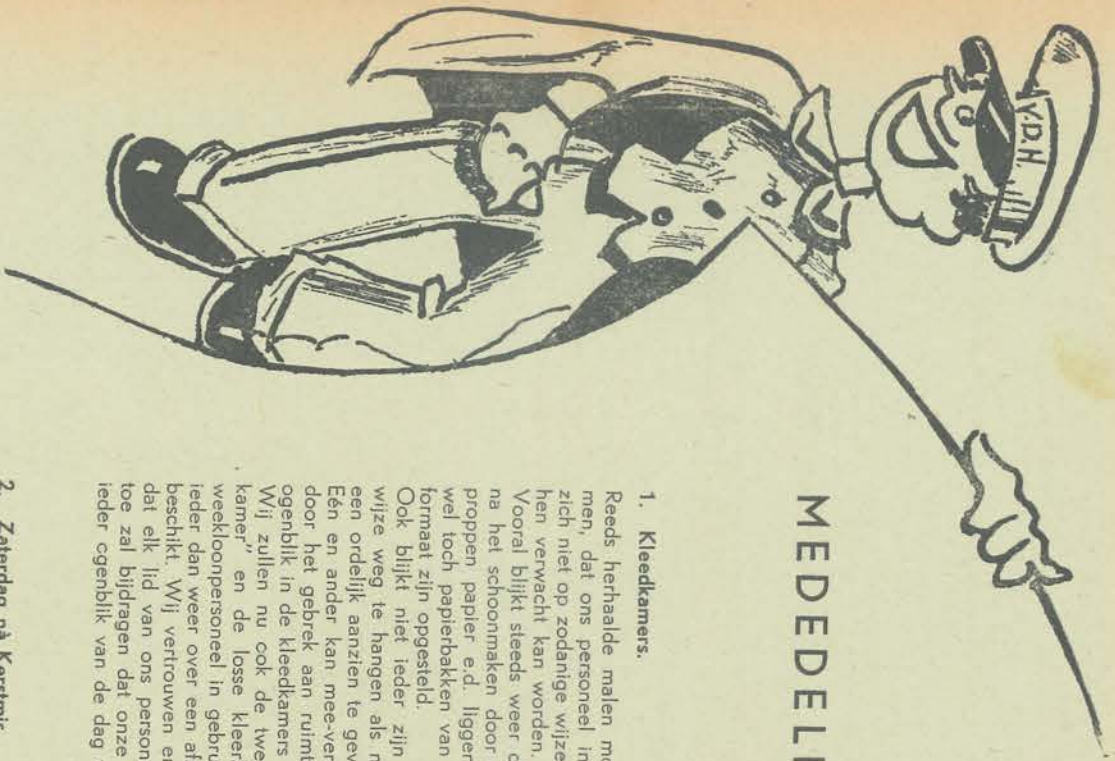 V.D.H.
MEDEDEL
1. Kleedkamers.
Reeds herhaalde malen mo
men, dat ons personeel in
zich niet op zodanige wijze
hen verwacht kan worden.
Vooral blijkt steeds weer d
na het schoonmaken door
proppen papier e.d. liggen
wel toch papierbakken van
formaat zijn opgesteld.
Ook blijkt niet ieder zijn
wijze weg te hangen als n
een ordelijk aanzien te gev
Eén en ander kan mee-ver
door het gebrek aan ruimt
ogenblik in de kleedkamers
Wij zullen nu ook de twe
kamer" en de losse kleer
weekloonpersoneel in gebru
ieder dan weer over een af
beschikt. Wij vertrouwen er
dat elk lid van ons person
toe zal bijdragen dat onze
ieder ogenblik van de dag
2. Zaterdag nà Kerstmis